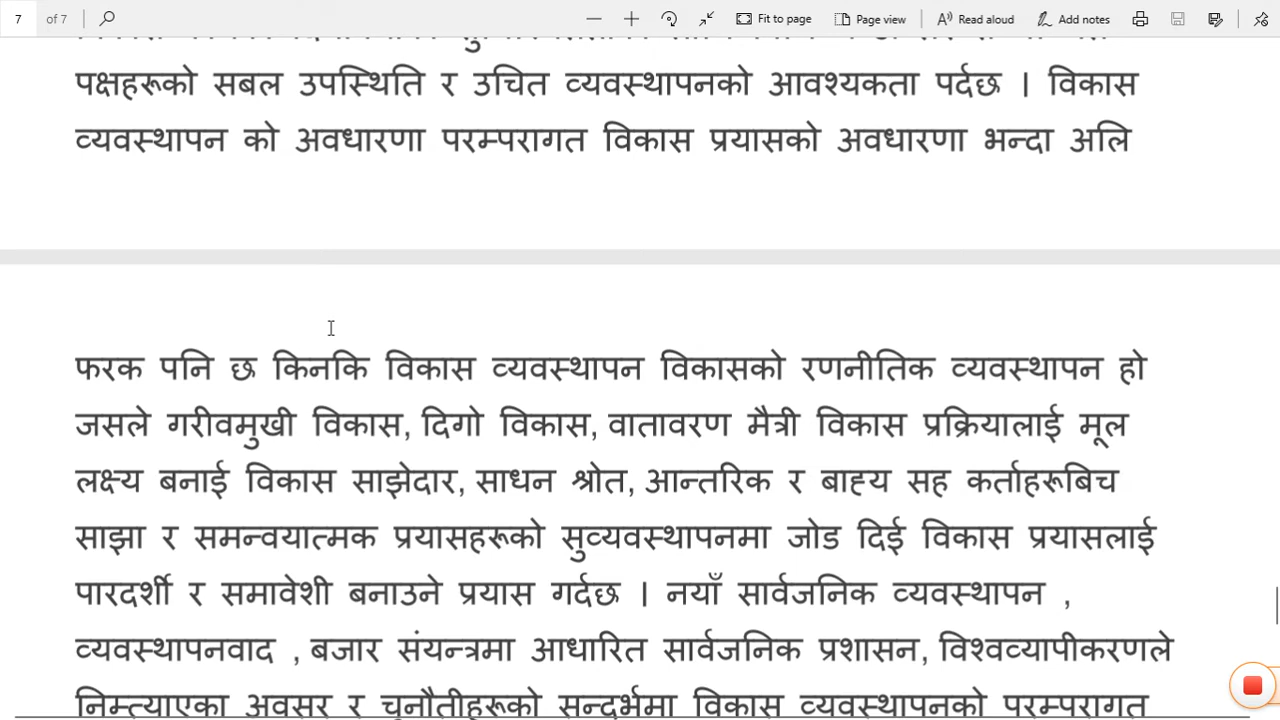 7 of 7 Fit to page Page view Read aloud Add notes
पक्षहरूको सबल उपस्थिति र उचित व्यवस्थापनको आवश्यकता पर्दछ । विकास
व्यवस्थापन को अवधारणा परम्परागत विकास प्रयासको अवधारणा भन्दा अलि
फरक पनि छ किनकि विकास व्यवस्थापन विकासको रणनीतिक व्यवस्थापन हो
जसले गरीवमुखी विकास, दिगो विकास, वातावरण मैत्री विकास प्रक्रियालाई मूल
लक्ष्य बनाई विकास साझेदार, साधन श्रोत, आन्तरिक र बाह्य सह कर्ताहरूबिच
साझा र समन्वयात्मक प्रयासहरूको सुव्यवस्थापनमा जोड दिई विकास प्रयासलाई
पारदर्शी र समावेशी बनाउने प्रयास गर्दछ । नयाँ सार्वजनिक व्यवस्थापन ,
व्यवस्थापनवाद , बजार संयन्त्रमा आधारित सार्वजनिक प्रशासन, विश्वव्यापीकरणले
निम्त्याएका अवसर र चुनौतीहरूको सन्दर्भमा विकास व्यवस्थापनको परम्परागत